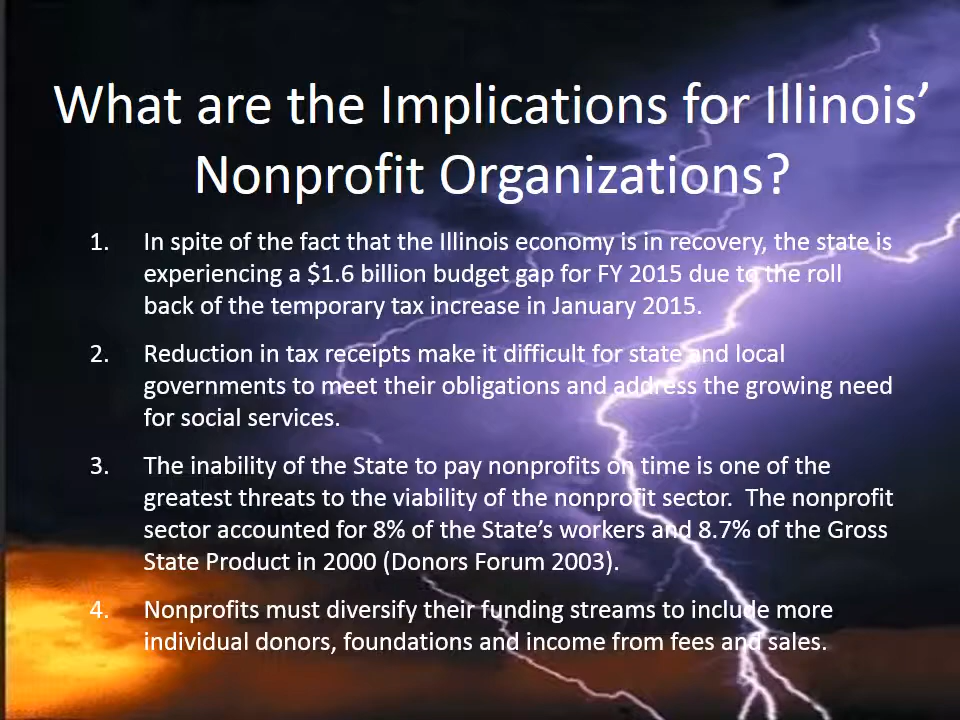 What are the Implications for Illinois’
Nonprofit Organizations?
1. In spite of the fact that the Illinois economy is in recovery, the state is
experiencing a $1.6 billion budget gap for FY 2015 due to the roll
back of the temporary tax increase in January 2015.
2. Reduction in tax receipts make it difficult for state and local
governments to meet their obligations and address the growing need
for social services.
3. The inability of the State to pay nonprofits on time is one of the
greatest threats to the viability of the nonprofit sector.  The nonprofit
sector accounted for 8% of the State’s workers and 8.7% of the Gross
State Product in 2000 (Donors Forum 2003).
4. Nonprofits must diversify their funding streams to include more
individual donors, foundations and income from fees and sales.